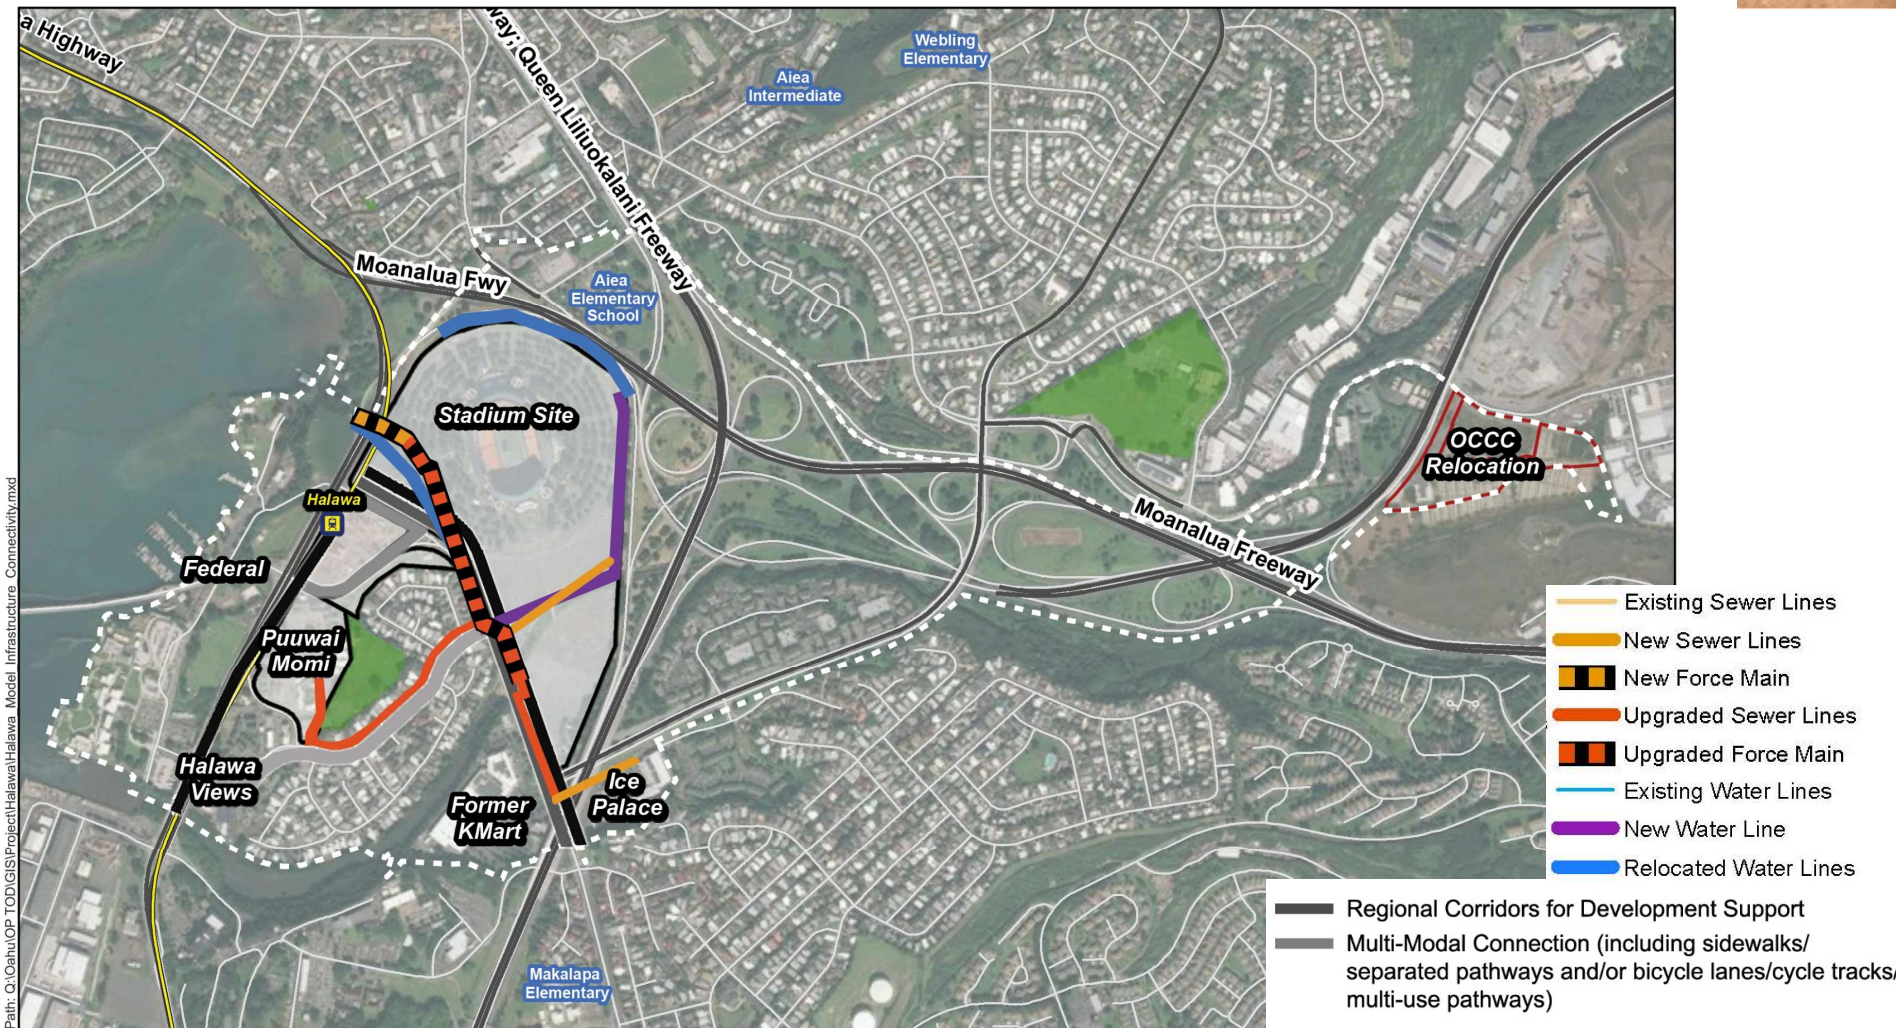 a Highway
way; Queen Liliuokalani Freeway
Webling
Elementary
Aiea
Intermediate
Moanalua Fwy
Aiea
Elementary
School
Stadium Site
OCCC
Relocation
Halawa
Moanalua Freeway
Federal
Puuwai
Momi
Halawa
Views
Former
KMart
Ice
Palace
Makalapa
Elementary
Path: Q:\Oahu\OP TOD\GIS\Project\Halawa\Halawa Model Infrastructure Connectivity.mxd
Existing Sewer Lines
New Sewer Lines
New Force Main
Upgraded Sewer Lines
Upgraded Force Main
Existing Water Lines
New Water Line
Relocated Water Lines
Regional Corridors for Development Support
Multi-Modal Connection (including sidewalks/
separated pathways and/or bicycle lanes/cycle tracks/
multi-use pathways)